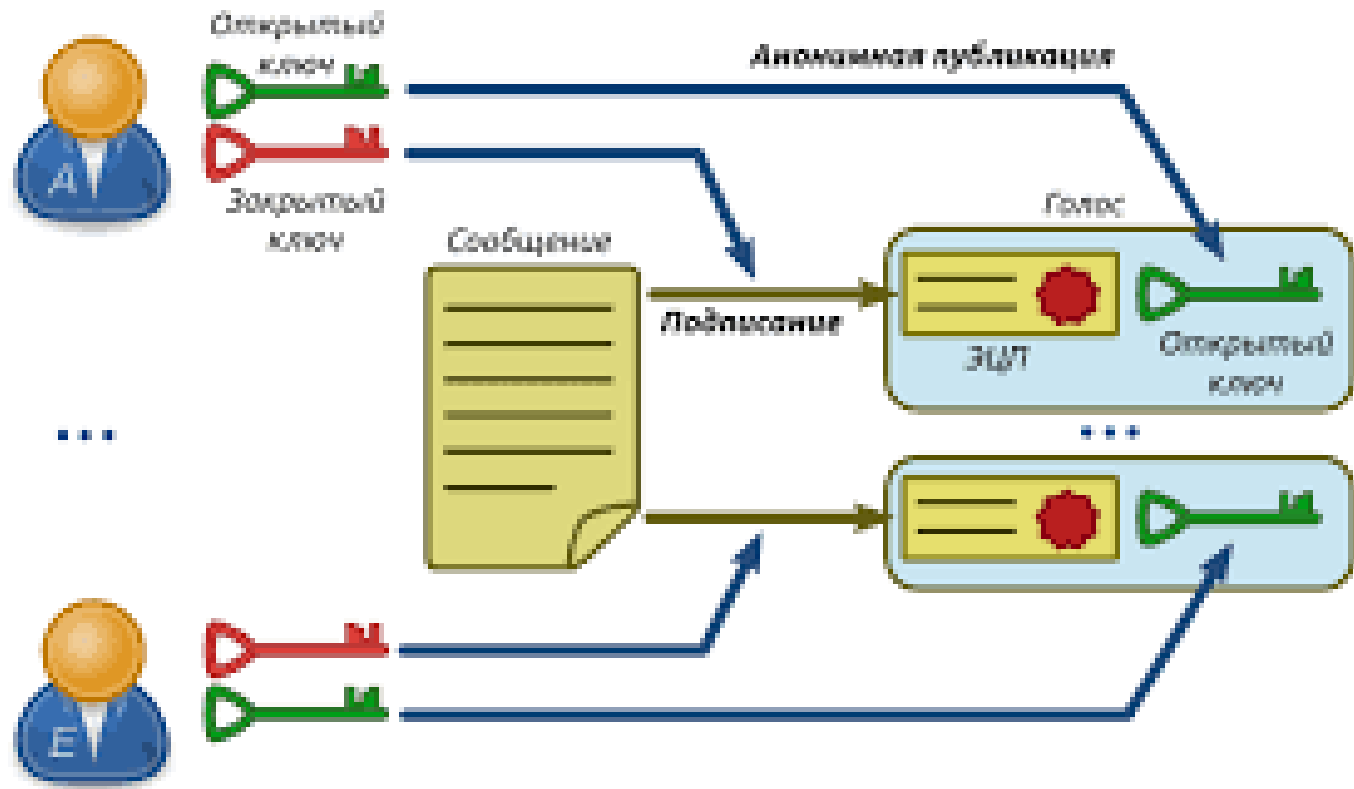 Открытый
ключ
Анонимная публикация
A
Закрытый
ключ
Сообщение
Голос
Подписание
ЭЦП
Открытый
ключ
...
...
E